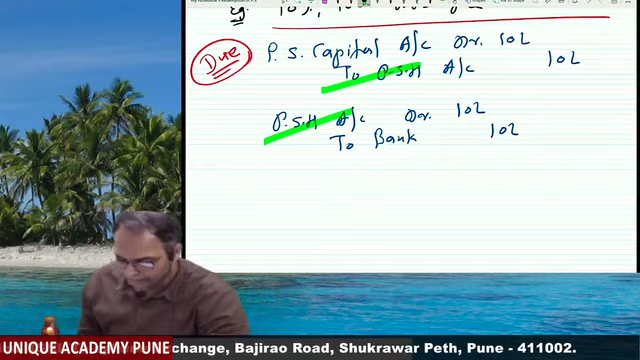 Eg.
Due P. S. Capital A/c Dr. 10L
To P.S.H A/c 10L
P.S.H A/c Dr. 10L
To Bank 10L
UNIQUE ACADEMY PUNE change, Bajirao Road, Shukrawar Peth, Pune - 411002.